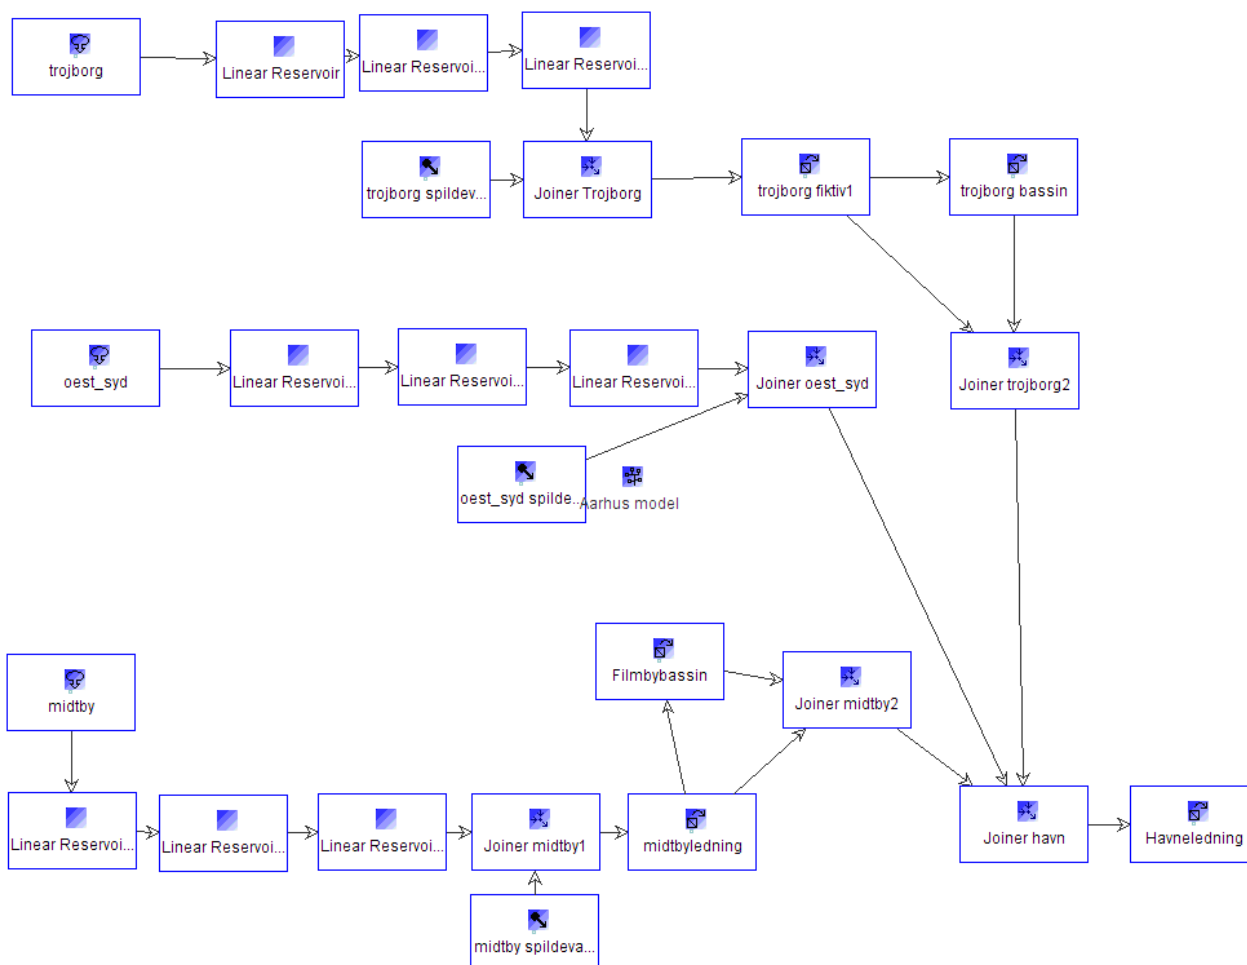 trojborg
Linear Reservoir
Linear Reservoi...
Linear Reservoi...
trojborg spildev...
Joiner Trojborg
trojborg fiktiv1
trojborg bassin
oest_syd
Linear Reservoi...
Linear Reservoi...
Linear Reservoi...
Joiner oest_syd
Joiner trojborg2
oest_syd spilde...
Aarhus model
midtby
Filmbybassin
Joiner midtby2
Linear Reservoi...
Linear Reservoi...
Linear Reservoi...
Joiner midtby1
midtbyledning
Joiner havn
Havneledning
midtby spildeva...